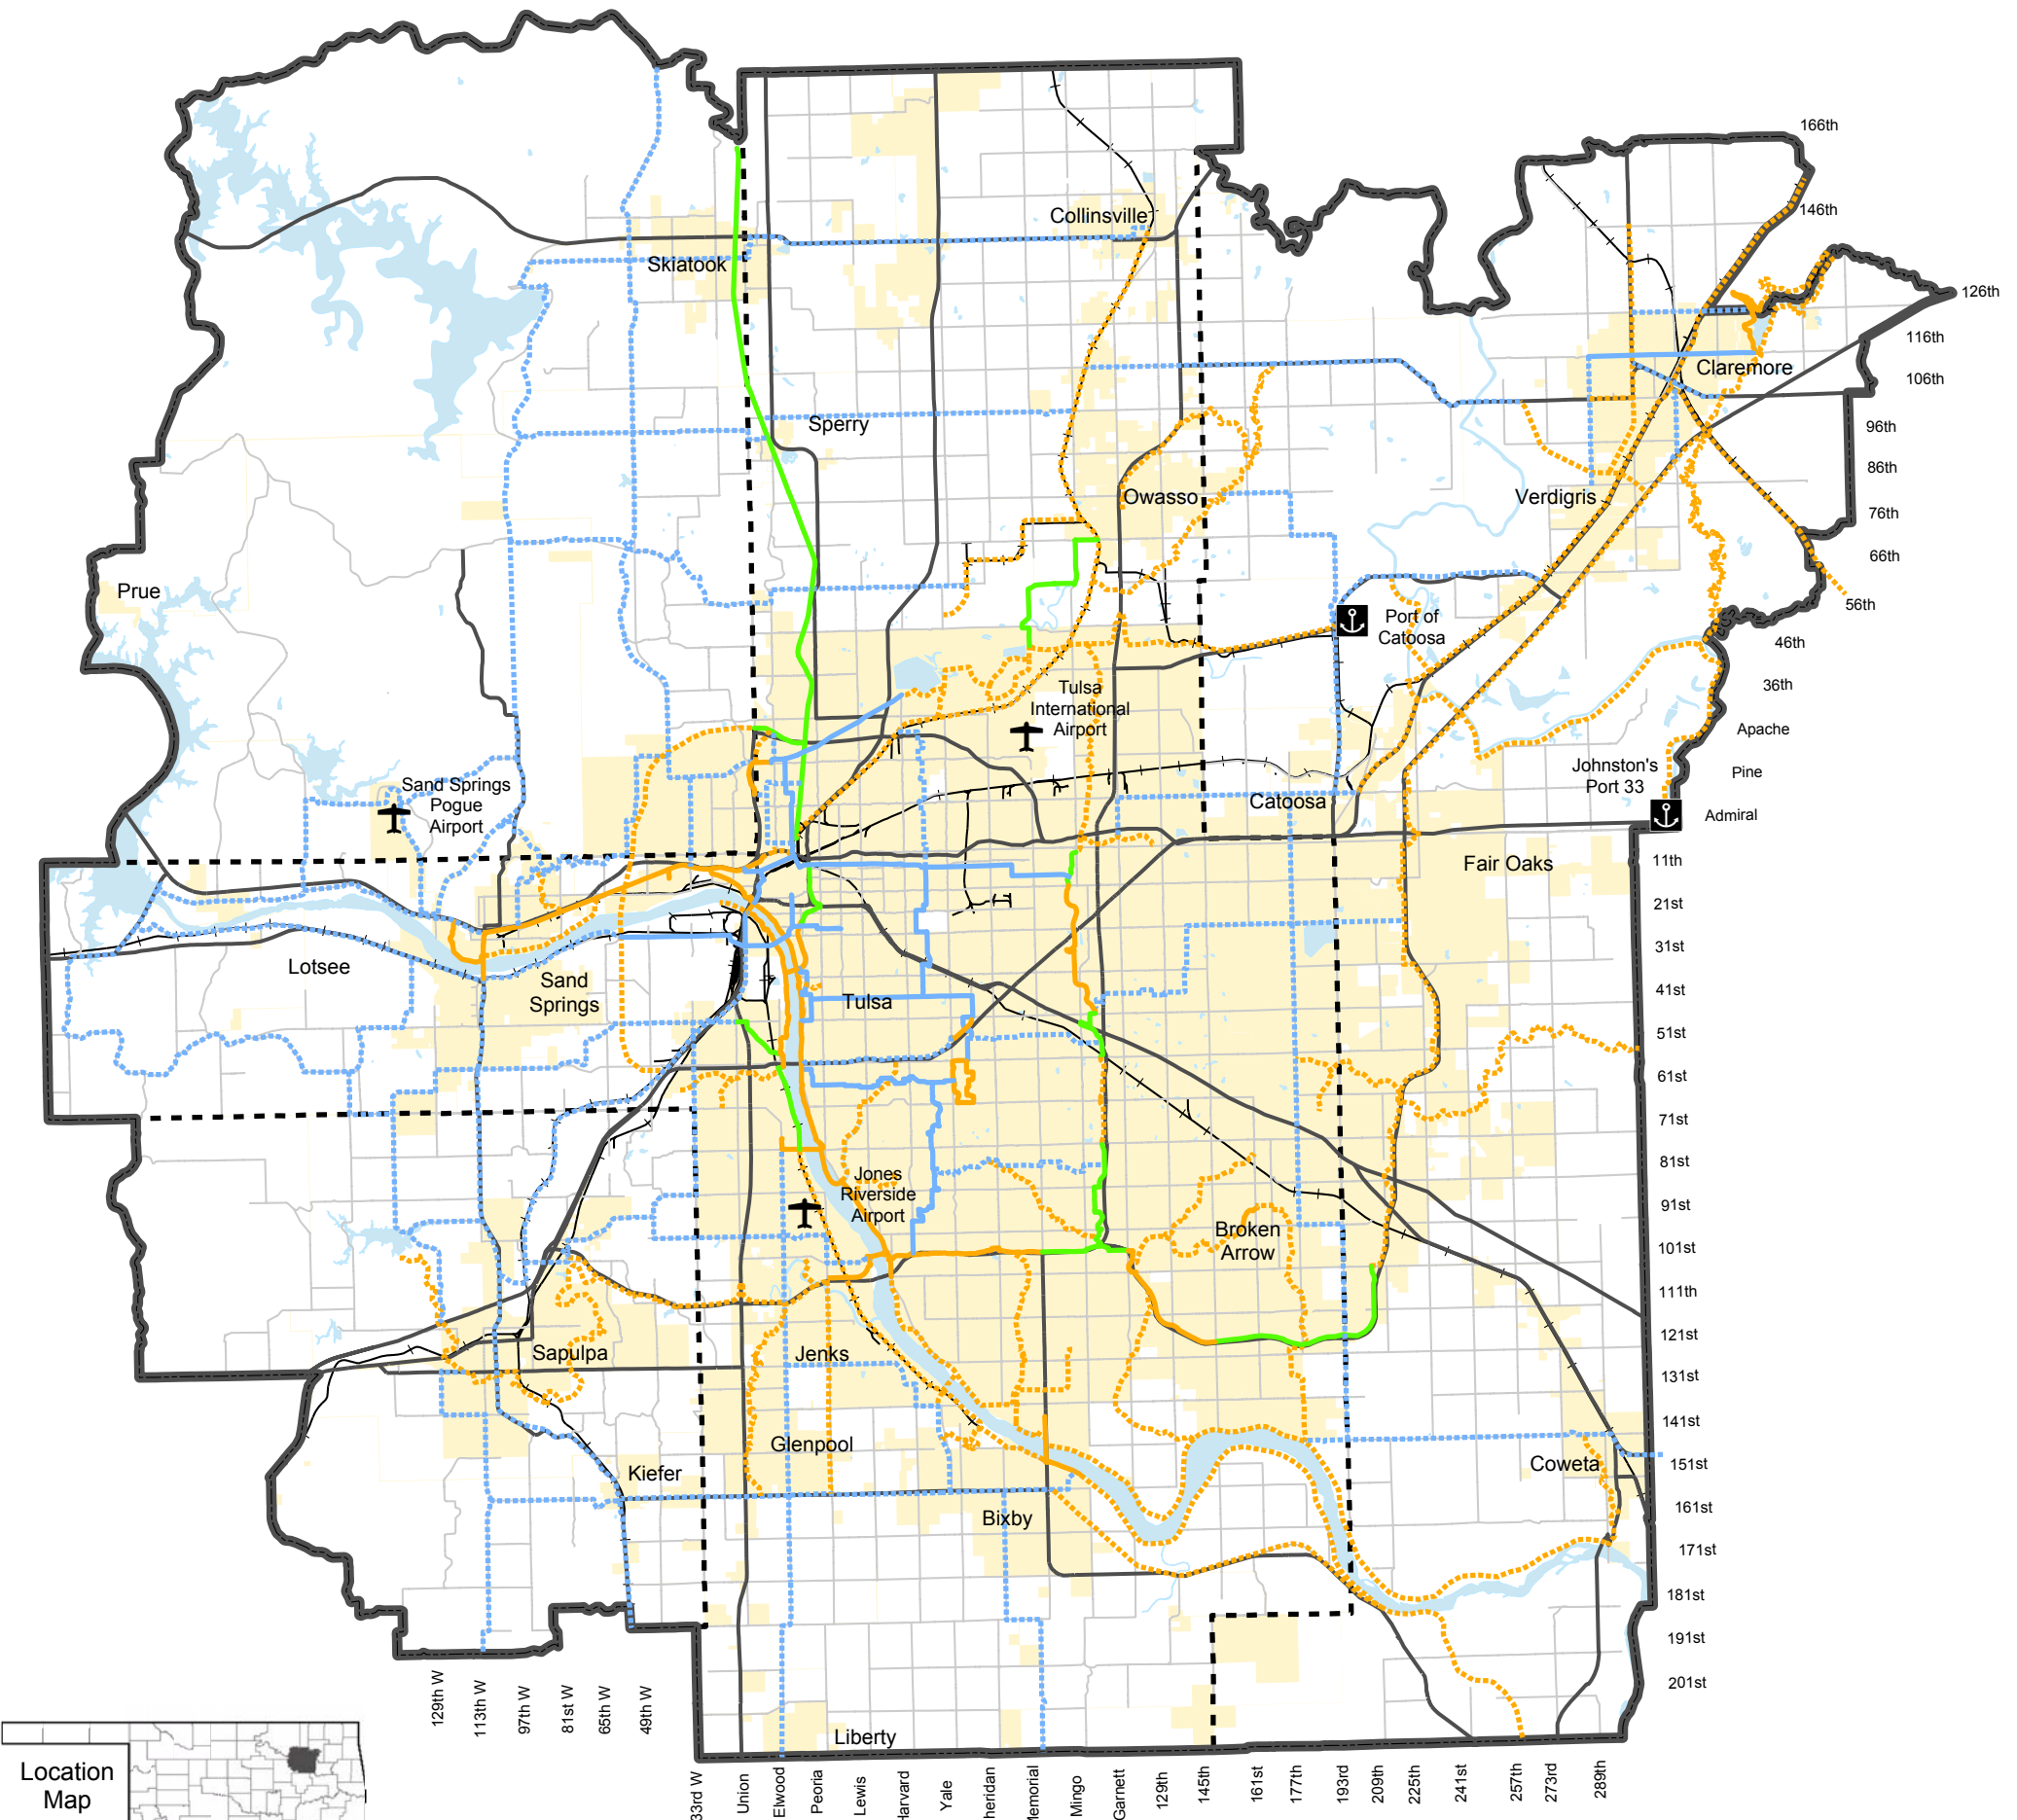 166th
146th
Collinsville
Skiatook
126th
116th
Claremore
106th
Sperry
96th
86th
Owasso
Verdigris
76th
66th
Prue
56th
Port of
Catoosa
46th
36th
Tulsa
International
Airport
Apache
Johnston's
Port 33
Pine
Sand Springs
Pogue
Airport
Catoosa
Admiral
Fair Oaks
11th
21st
31st
Lotsee
Sand
Springs
Tulsa
41st
51st
61st
71st
81st
Jones
Riverside
Airport
91st
Broken
Arrow
101st
111th
121st
Sapulpa
Jenks
131st
141st
Glenpool
Kiefer
Coweta
151st
161st
Bixby
171st
181st
191st
201st
Liberty
129th W
113th W
97th W
81st W
65th W
49th W
33rd W
Union
Elwood
Peoria
Lewis
Harvard
Yale
heridan
Memorial
Mingo
Garnett
129th
145th
161st
177th
193rd
209th
225th
241st
257th
273rd
289th
Location
Map